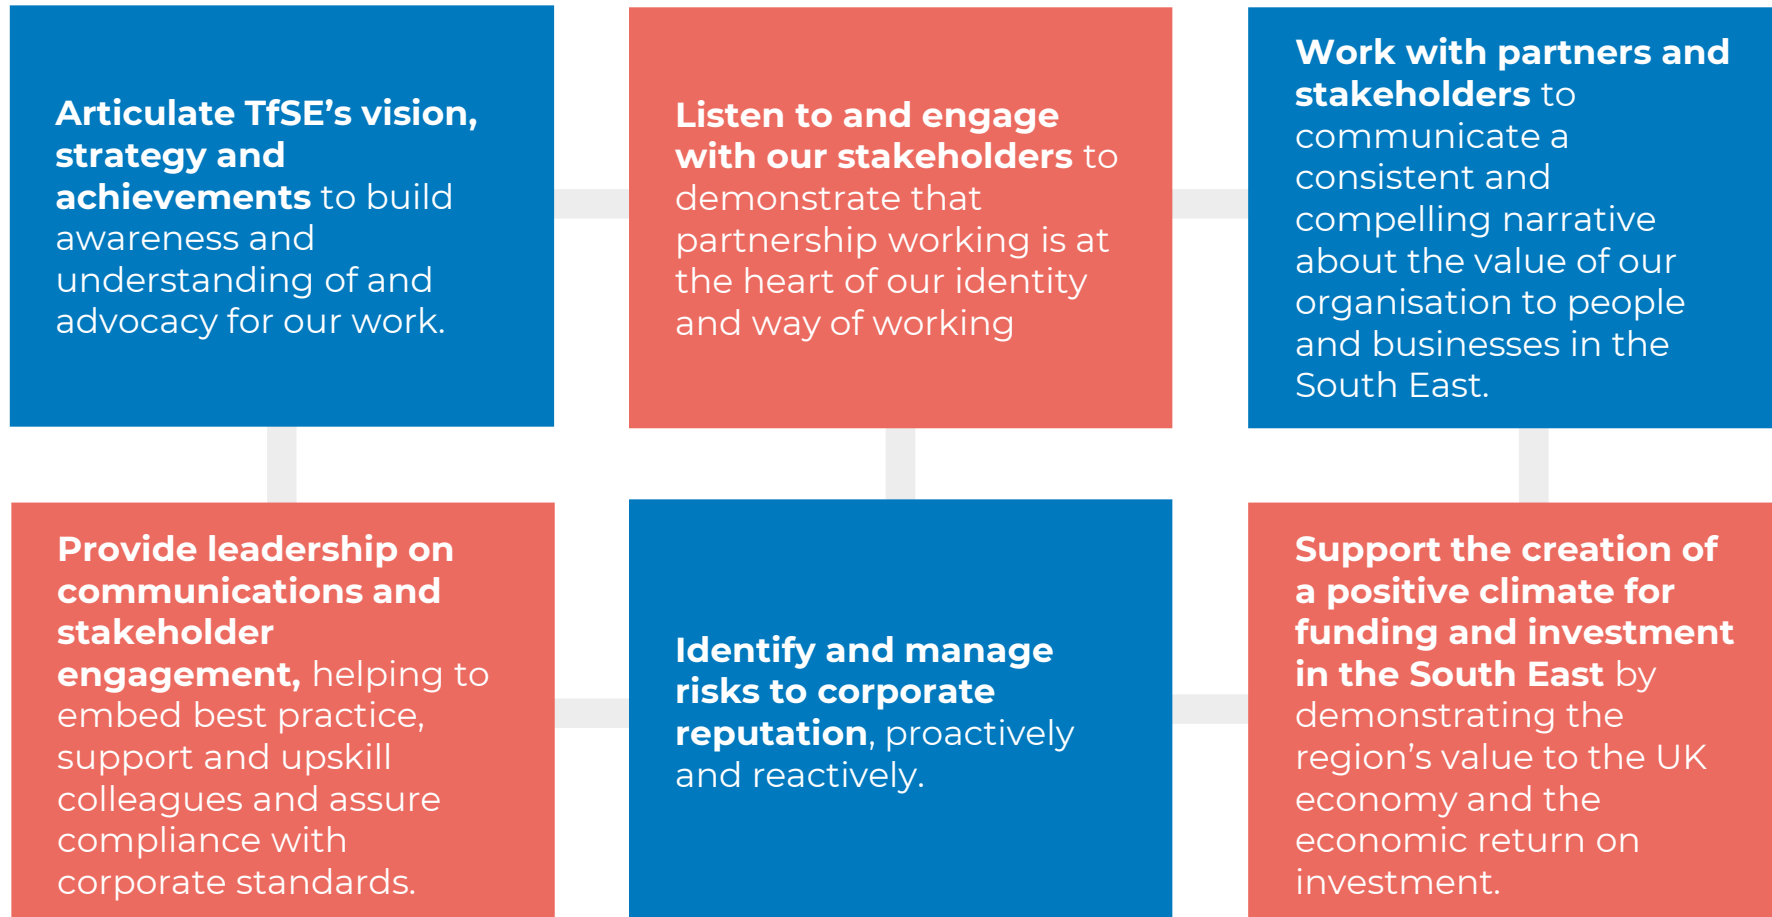 Articulate TfSE’s vision,
strategy and
achievements to build
awareness and
understanding of and
advocacy for our work.
Listen to and engage
with our stakeholders to
demonstrate that
partnership working is at
the heart of our identity
and way of working
Work with partners and
stakeholders to
communicate a
consistent and
compelling narrative
about the value of our
organisation to people
and businesses in the
South East.
Provide leadership on
communications and
stakeholder
engagement, helping to
embed best practice,
support and upskill
colleagues and assure
compliance with
corporate standards.
Identify and manage
risks to corporate
reputation, proactively
and reactively.
Support the creation of
a positive climate for
funding and investment
in the South East by
demonstrating the
region’s value to the UK
economy and the
economic return on
investment.